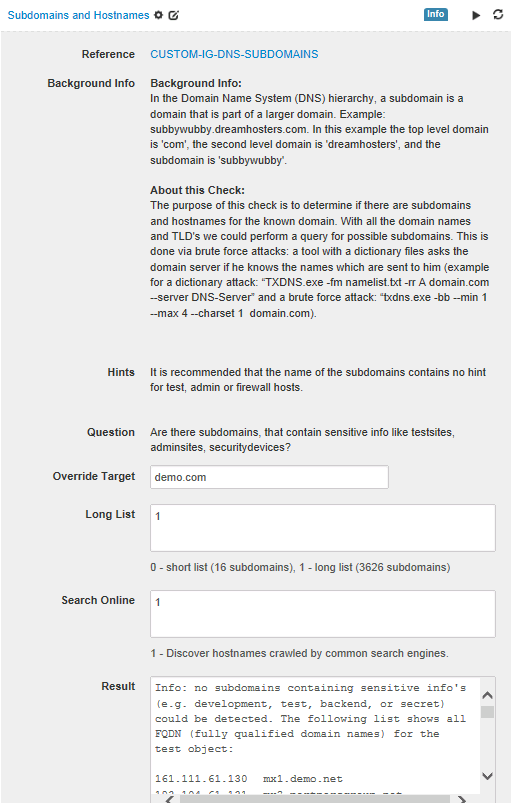 Subdomains and Hostnames
Info
Reference CUSTOM-IG-DNS-SUBDOMAINS
Background Info Background Info:
In the Domain Name System (DNS) hierarchy, a subdomain is a
domain that is part of a larger domain. Example:
subbywubby.dreamhosters.com. In this example the top level domain
is 'com', the second level domain is 'dreamhosters', and the
subdomain is 'subbywubby'.
About this Check:
The purpose of this check is to determine if there are subdomains
and hostnames for the known domain. With all the domain names
and TLD's we could perform a query for possible subdomains. This is
done via brute force attacks: a tool with a dictionary files asks the
domain server if he knows the names which are sent to him (example
for a dictionary attack: “TXDNS.exe -fm namelist.txt -rr A domain.com
--server DNS-Server” and a brute force attack: “txdns.exe -bb --min 1
--max 4 --charset 1 domain.com).
Hints It is recommended that the name of the subdomains contains no hint
for test, admin or firewall hosts.
Question Are there subdomains, that contain sensitive info like testsites,
adminsites, securitydevices?
Override Target demo.com
Long List 1
0 - short list (16 subdomains), 1 - long list (3626 subdomains)
Search Online 1
1 - Discover hostnames crawled by common search engines.
Result Info: no subdomains containing sensitive info's
(e.g. development, test, backend, or secret)
could be detected. The following list shows all
FQDN (fully qualified domain names) for the
test object:
161.111.61.130 mx1.demo.net